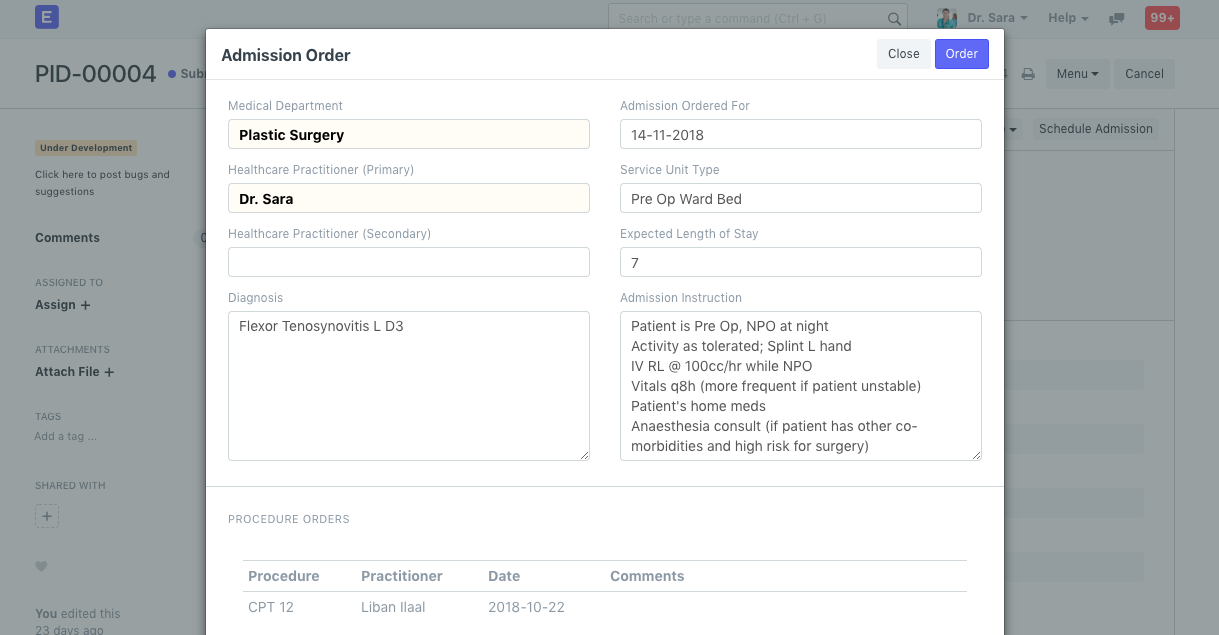 E
Search or type a command (Ctrl + G)
Dr. Sara
Help
99+
Admission Order
Close
Order
PID-00004
Menu
Cancel
Medical Department
Admission Ordered For
Plastic Surgery
14-11-2018
Schedule Admission
Under Development
Click here to post bugs and
suggestions
Healthcare Practitioner (Primary)
Service Unit Type
Dr. Sara
Pre Op Ward Bed
Comments
Healthcare Practitioner (Secondary)
Expected Length of Stay
7
ASSIGNED TO
Assign +
Diagnosis
Flexor Tenosynovitis L D3
Admission Instruction
Patient is Pre Op, NPO at night
Activity as tolerated; Splint L hand
IV RL @ 100cc/hr while NPO
Vitals q8h (more frequent if patient unstable)
Patient's home meds
Anaesthesia consult (if patient has other co-
morbidities and high risk for surgery)
ATTACHMENTS
Attach File +
TAGS
Add a tag ...
SHARED WITH
+
PROCEDURE ORDERS
Procedure Practitioner Date Comments
CPT 12 Liban Ilaal 2018-10-22
You edited this
23 days ago